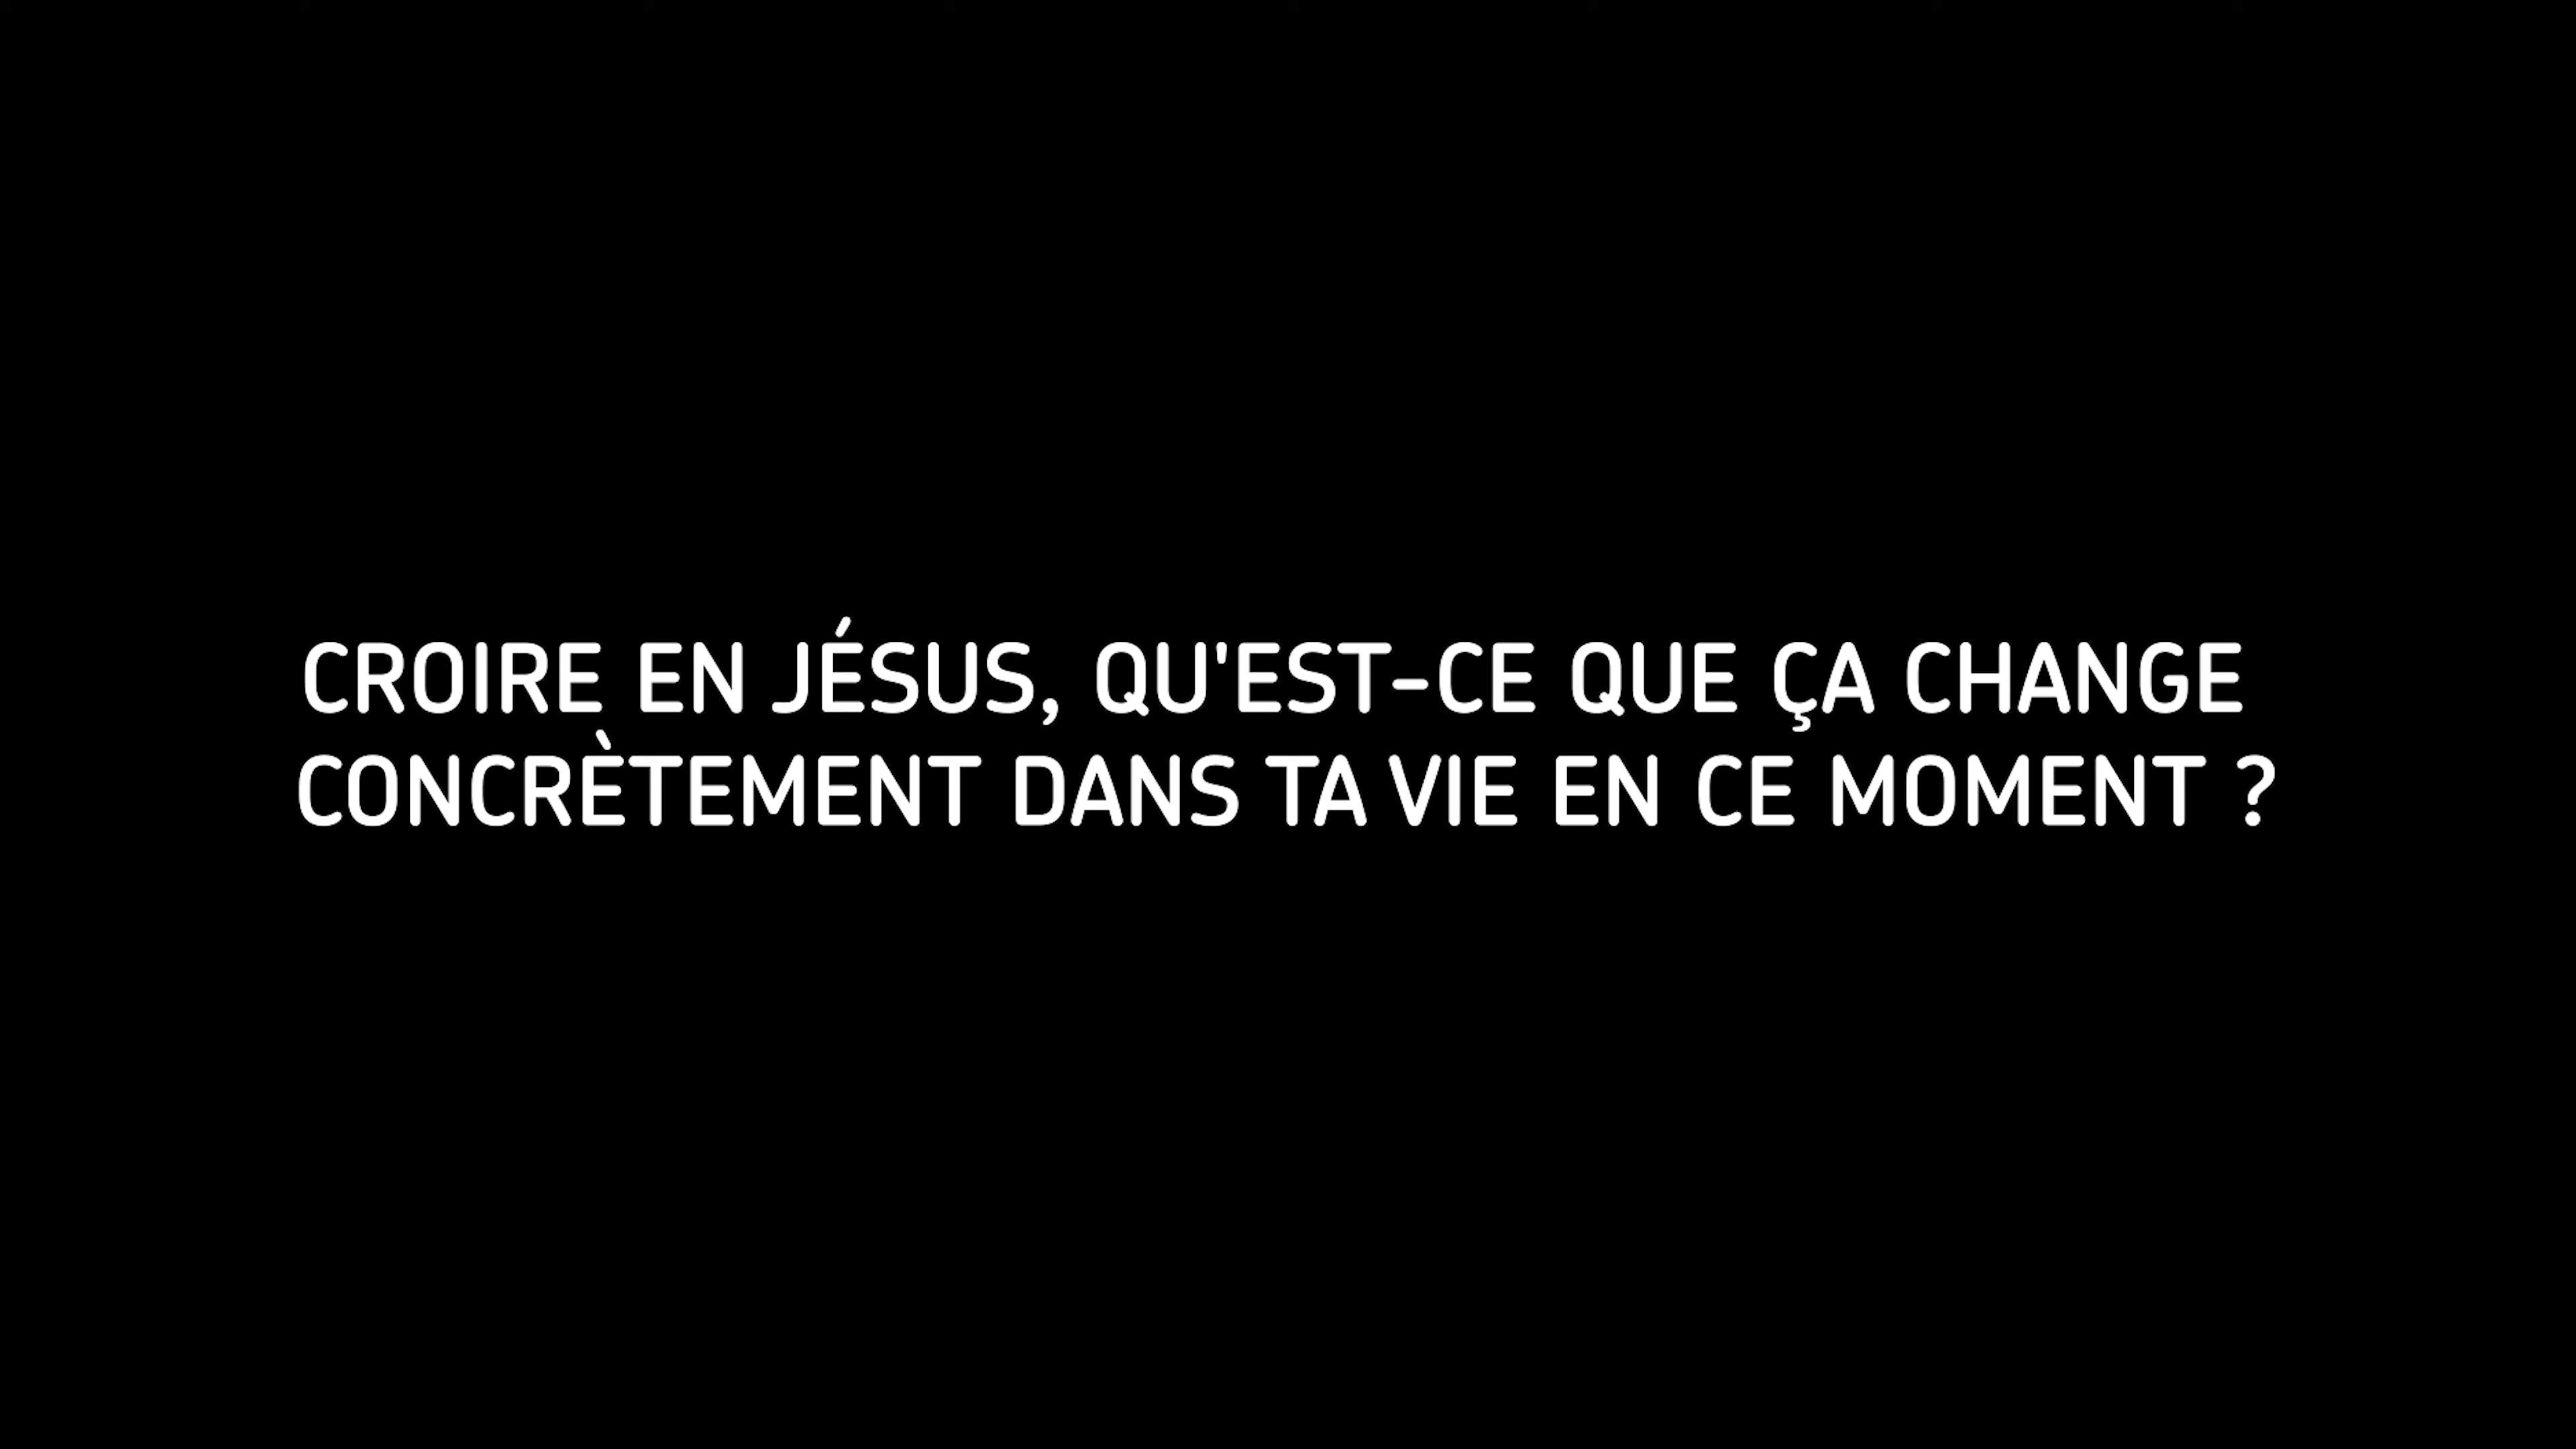 CROIRE EN JÉSUS, QU'EST-CE QUE ÇA CHANGE
CONCRÈTEMENT DANS TA VIE EN CE MOMENT ?